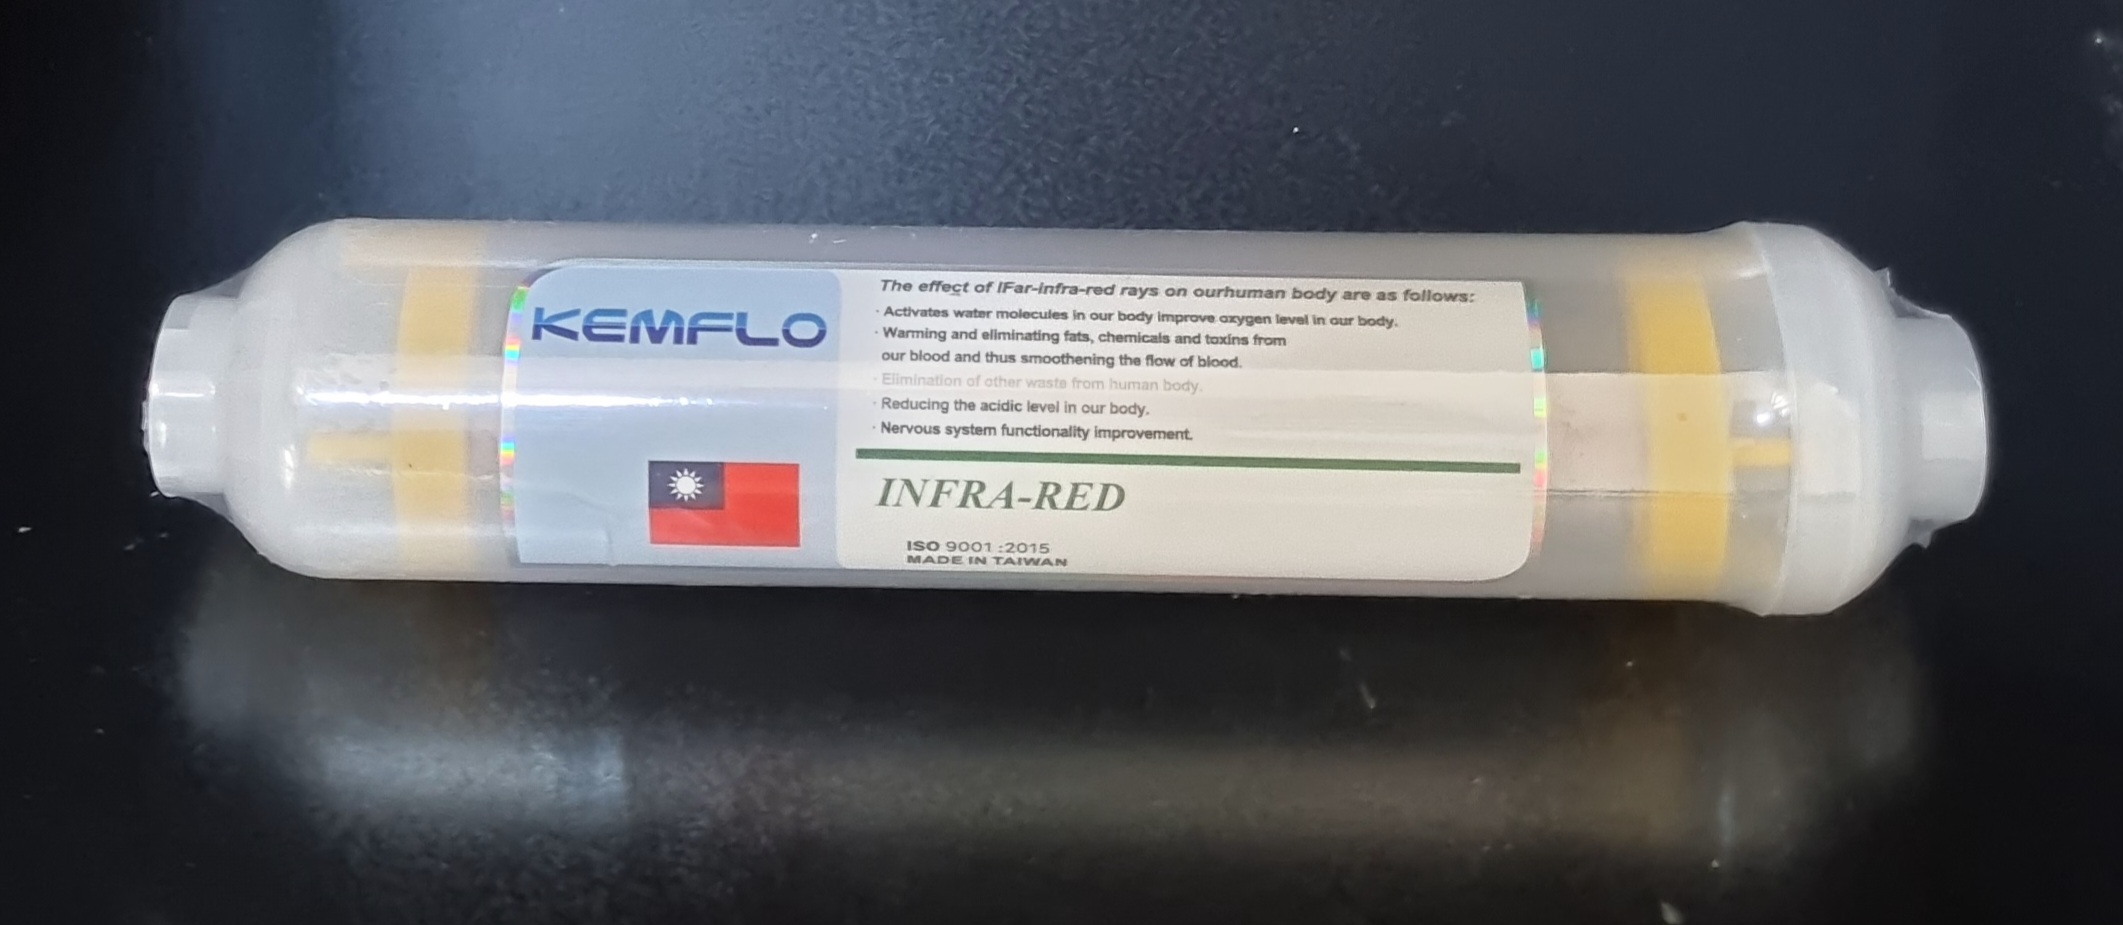 KEMFLO
The effect of IFar-infra-red rays on ourhuman body are as follows:
· Activates water molecules in our body improve oxygen level in our body.
· Warming and eliminating fats, chemicals and toxins from
our blood and thus smoothening the flow of blood.
· Elimination of other waste from human body.
· Reducing the acidic level in our body.
· Nervous system functionality improvement.
INFRA-RED
ISO 9001 :2015
MADE IN TAIWAN